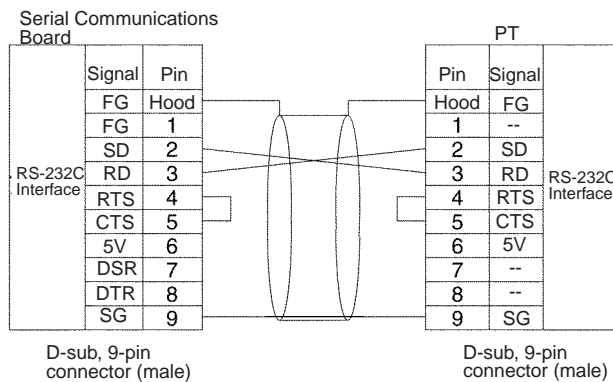 Serial Communications
Board
PT
Signal Pin
Pin Signal
FG Hood
Hood FG
FG 1
1 --
SD 2
2 SD
RD 3
3 RD
RS-232C
Interface
RS-232C
Interface
RTS 4
4 RTS
CTS 5
5 CTS
5V 6
6 5V
DSR 7
7 --
DTR 8
8 --
SG 9
9 SG
D-sub, 9-pin
connector (male)
D-sub, 9-pin
connector (male)